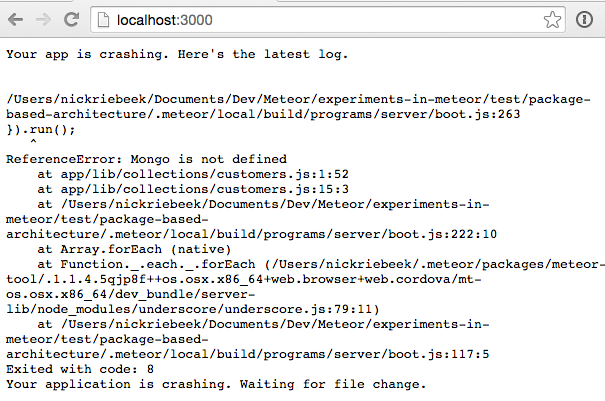 localhost:3000
Your app is crashing. Here's the latest log.
/Users/nickriebeek/Documents/Dev/Meteor/experiments-in-meteor/test/package-
based-architecture/.meteor/local/build/programs/server/boot.js:263
}).run();
^
ReferenceError: Mongo is not defined
at app/lib/collections/customers.js:1:52
at app/lib/collections/customers.js:15:3
at /Users/nickriebeek/Documents/Dev/Meteor/experiments-in-
meteor/test/package-based-
architecture/.meteor/local/build/programs/server/boot.js:222:10
at Array.forEach (native)
at Function._.each._.forEach (/Users/nickriebeek/.meteor/packages/meteor-
tool/.1.1.4.5qjp8f++os.osx.x86_64+web.browser+web.cordova/mt-
os.osx.x86_64/dev_bundle/server-
lib/node_modules/underscore/underscore.js:79:11)
at /Users/nickriebeek/Documents/Dev/Meteor/experiments-in-
meteor/test/package-based-
architecture/.meteor/local/build/programs/server/boot.js:117:5
Exited with code: 8
Your application is crashing. Waiting for file change.